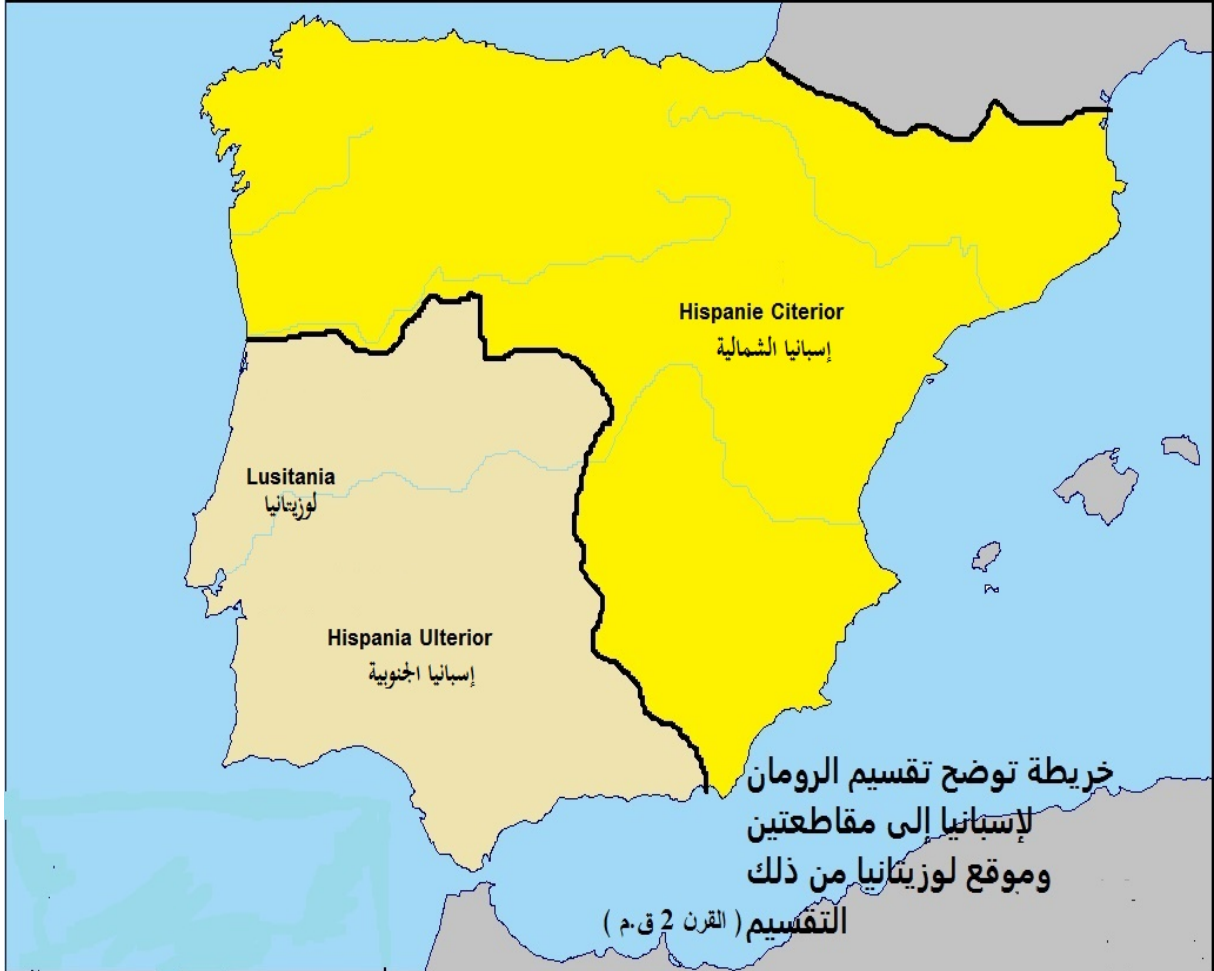 Hispanie Citerior
إسبانيا الشمالية
Lusitania
لوزيتانيا
Hispania Ulterior
إسبانيا الجنوبية
خريطة توضح تقسيم الرومان
لإسبانيا إلى مقاطعتين
وموقع لوزيتانيا من ذلك
التقسيم ( القرن 2 ق.م )